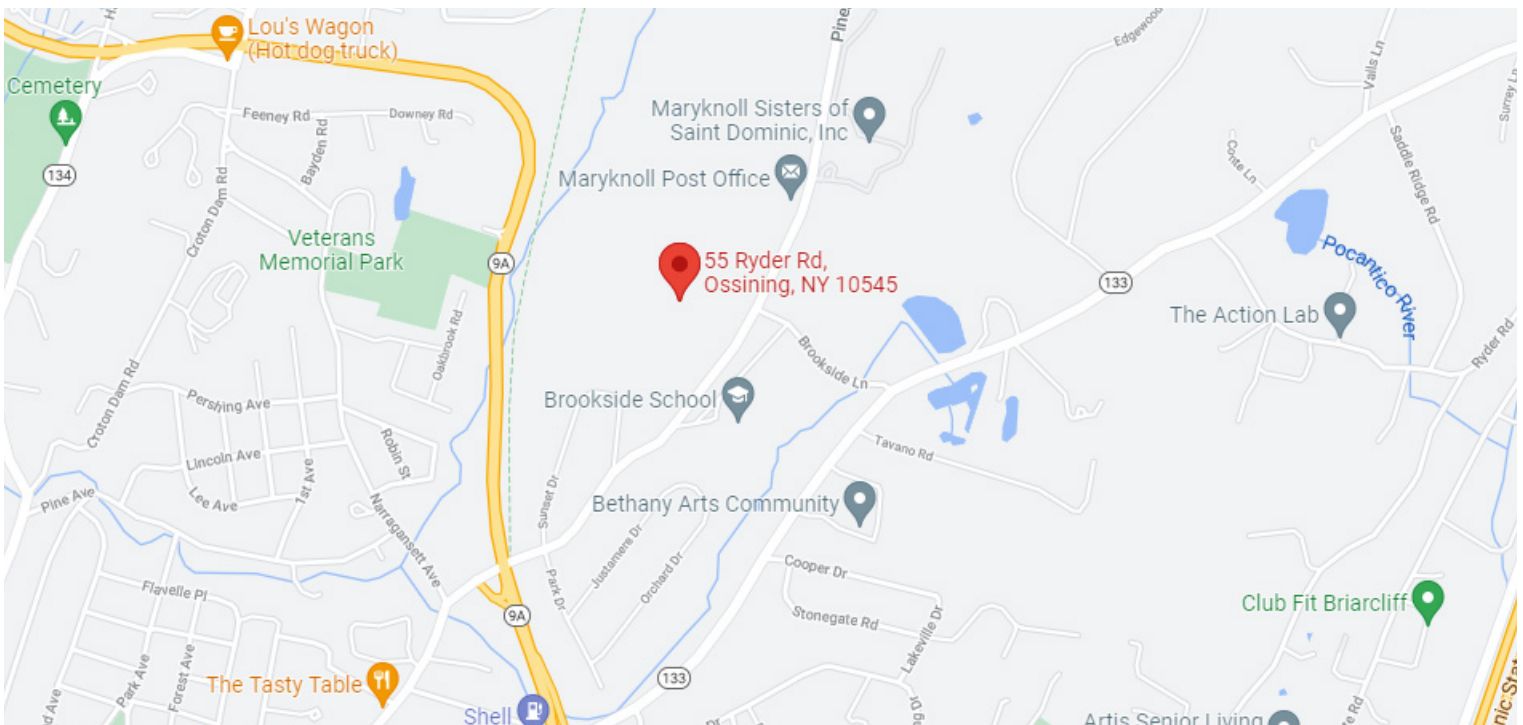 Lou's Wagon
(Hot dog truck)
Cemetery
134
Feeney Rd
Downey Rd
Bayden Rd
Croton Dam Rd
Veterans
Memorial Park
9A
Oakbrook Rd
Pershing Ave
Croton Dam Rd
Robin St
Lincoln Ave
Lee Ave
1st Ave
Pine Ave
Narragansett Ave
Flavelle Pl
Park Ave
Forest Ave
The Tasty Table
Shell
9A
Maryknoll Sisters of
Saint Dominic, Inc
Maryknoll Post Office
55 Ryder Rd,
Ossining, NY 10545
Brookside Ln
Brookside School
Sunset Dr
Park Dr
Justamere Dr
Orchard Dr
Bethany Arts Community
Tavano Rd
Cooper Dr
Stonegate Rd
Lakeville Dr
133
133
Valls Ln
Surrey Ln
Saddle Ridge Rd
Conte Ln
Pocantico River
The Action Lab
Ryder Rd
Club Fit Briarcliff
Artis Senior Living